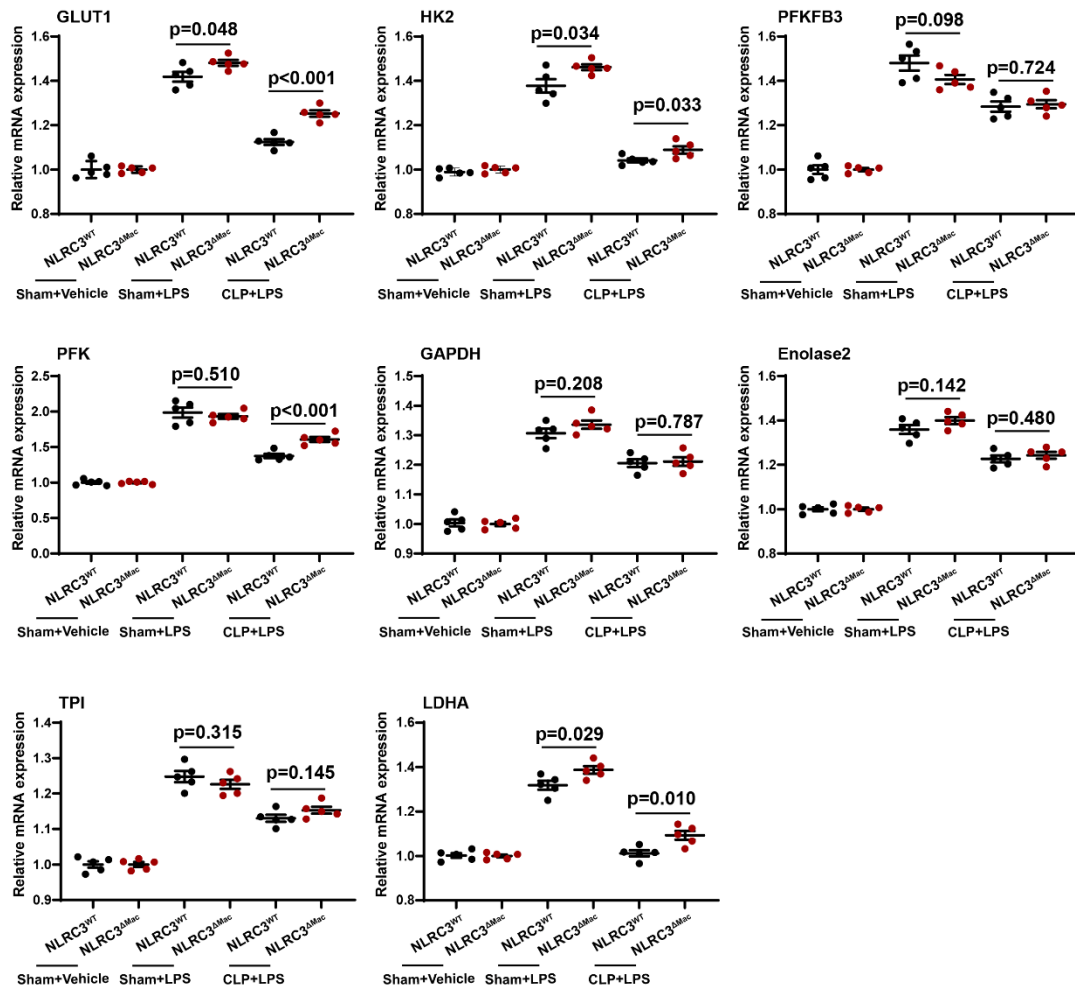 GLUT1
Relative mRNA expression
1.6
1.4
1.2
1.0
0.8
p=0.048
p<0.001
NLRC3WT
NLRC3ΔMac
NLRC3WT
NLRC3ΔMac
NLRC3WT
NLRC3ΔMac
Sham+Vehicle
Sham+LPS
CLP+LPS
HK2
Relative mRNA expression
1.6
1.4
1.2
1.0
0.8
p=0.034
p=0.033
NLRC3WT
NLRC3ΔMac
NLRC3WT
NLRC3ΔMac
NLRC3WT
NLRC3ΔMac
Sham+Vehicle
Sham+LPS
CLP+LPS
PFKFB3
Relative mRNA expression
1.6
1.4
1.2
1.0
0.8
p=0.098
p=0.724
NLRC3WT
NLRC3ΔMac
NLRC3WT
NLRC3ΔMac
NLRC3WT
NLRC3ΔMac
Sham+Vehicle
Sham+LPS
CLP+LPS
PFK
Relative mRNA expression
2.5
2.0
1.5
1.0
0.5
0.0
p=0.510
p<0.001
NLRC3WT
NLRC3ΔMac
NLRC3WT
NLRC3ΔMac
NLRC3WT
NLRC3ΔMac
Sham+Vehicle
Sham+LPS
CLP+LPS
GAPDH
Relative mRNA expression
1.5
1.4
1.3
1.2
1.1
1.0
0.9
p=0.208
p=0.787
NLRC3WT
NLRC3ΔMac
NLRC3WT
NLRC3ΔMac
NLRC3WT
NLRC3ΔMac
Sham+Vehicle
Sham+LPS
CLP+LPS
Enolase2
Relative mRNA expression
1.6
1.4
1.2
1.0
0.8
p=0.142
p=0.480
NLRC3WT
NLRC3ΔMac
NLRC3WT
NLRC3ΔMac
NLRC3WT
NLRC3ΔMac
Sham+Vehicle
Sham+LPS
CLP+LPS
TPI
Relative mRNA expression
1.4
1.3
1.2
1.1
1.0
0.9
p=0.315
p=0.145
NLRC3WT
NLRC3ΔMac
NLRC3WT
NLRC3ΔMac
NLRC3WT
NLRC3ΔMac
Sham+Vehicle
Sham+LPS
CLP+LPS
LDHA
Relative mRNA expression
1.6
1.4
1.2
1.0
0.8
p=0.029
p=0.010
NLRC3WT
NLRC3ΔMac
NLRC3WT
NLRC3ΔMac
NLRC3WT
NLRC3ΔMac
Sham+Vehicle
Sham+LPS
CLP+LPS